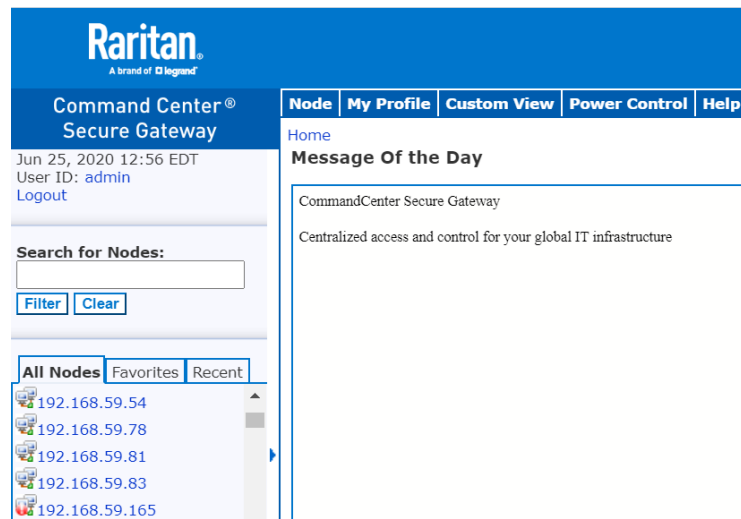 Raritan®
A brand of legrand®
Command Center®
Secure Gateway
Jun 25, 2020 12:56 EDT
User ID: admin
Logout
Search for Nodes:
Filter Clear
All Nodes Favorites Recent
192.168.59.54
192.168.59.78
192.168.59.81
192.168.59.83
192.168.59.165
Node My Profile Custom View Power Control Help
Home
Message Of the Day
CommandCenter Secure Gateway
Centralized access and control for your global IT infrastructure